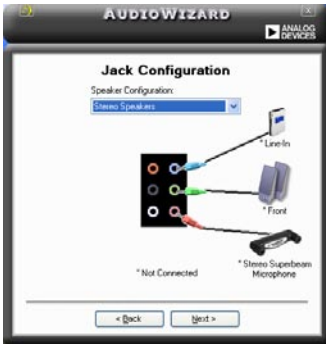 AUDIOWIZARD
ANALOG
DEVICES
Jack Configuration
Speaker Configuration:
Stereo Speakers
* Line-In
* Front
* Stereo Superbeam
Microphone
* Not Connected
< Back
Next >